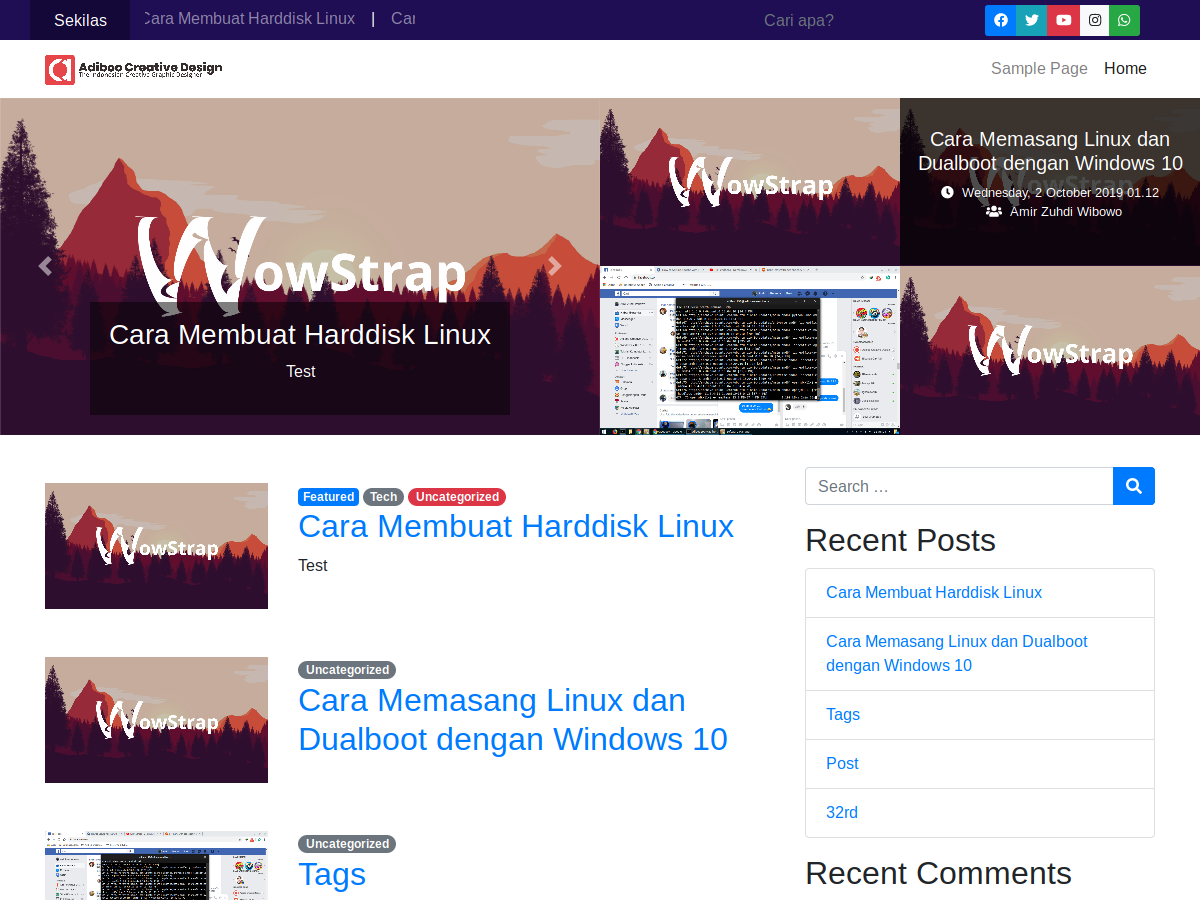 Sekilas
Cara Membuat Harddisk Linux | Car
Cari apa?
Adiboo Creative Design
The Indonesian Creative Graphic Designer
Sample Page Home
WowStrap
Cara Membuat Harddisk Linux
Test
WowStrap
Cara Memasang Linux dan
Dualboot dengan Windows 10
Wednesday, 2 October 2019 01.12
Amir Zuhdi Wibowo
WowStrap
WowStrap
Featured Tech Uncategorized
Cara Membuat Harddisk Linux
Test
WowStrap
Uncategorized
Cara Memasang Linux dan
Dualboot dengan Windows 10
Uncategorized
Tags
Search …
Recent Posts
Cara Membuat Harddisk Linux
Cara Memasang Linux dan Dualboot
dengan Windows 10
Tags
Post
32rd
Recent Comments